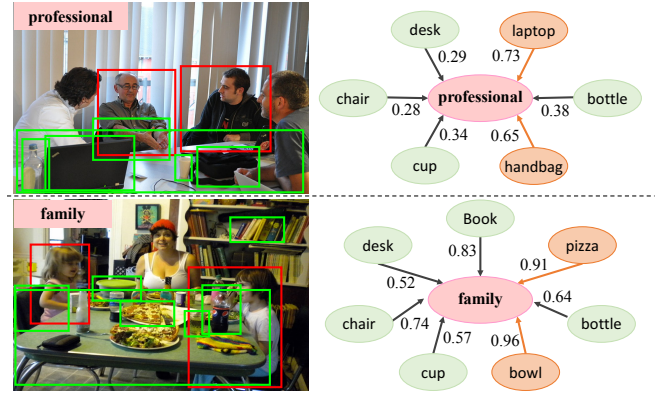 professional
desk
laptop
0.29
0.73
chair
professional
bottle
0.28
0.38
0.34
0.65
cup
handbag
family
Book
desk
pizza
0.83
0.91
0.52
family
0.64
chair
0.74
bottle
0.57
0.96
cup
bowl